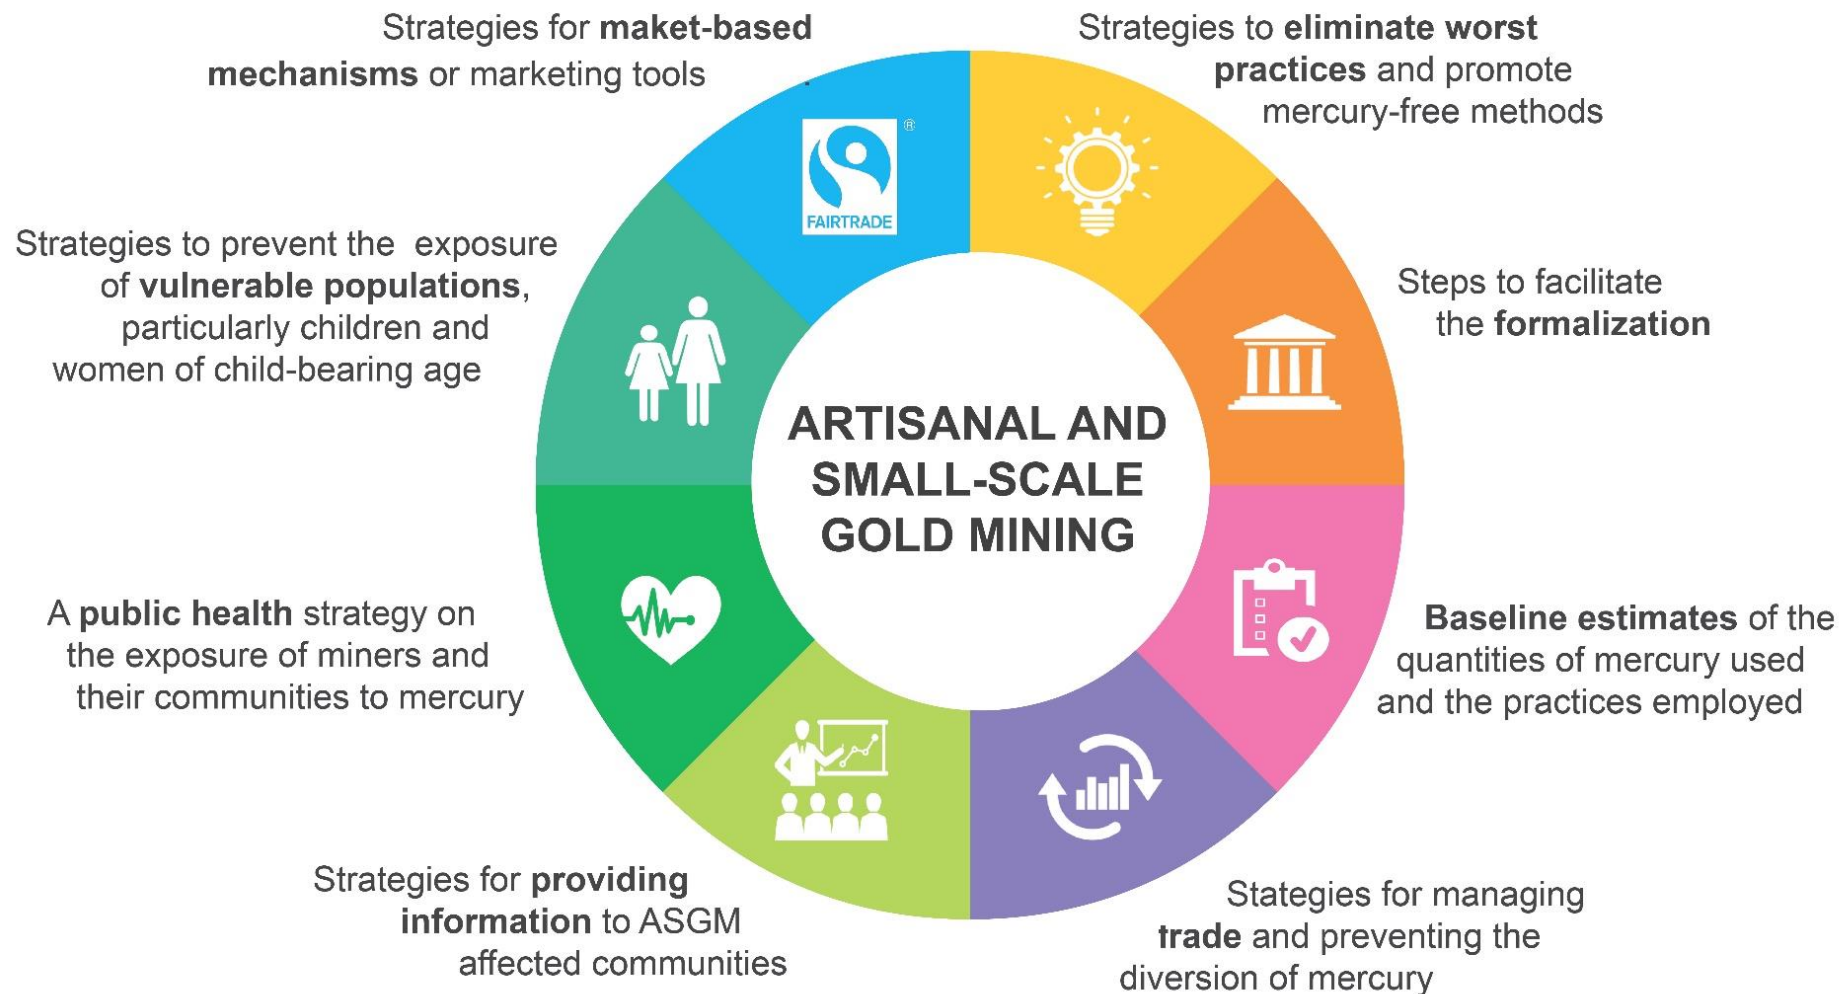 Strategies for maket-based
mechanisms or marketing tools
Strategies to eliminate worst
practices and promote
mercury-free methods
®
FAIRTRADE
Strategies to prevent the exposure
of vulnerable populations,
particularly children and
women of child-bearing age
Steps to facilitate
the formalization
ARTISANAL AND
SMALL-SCALE
GOLD MINING
A public health strategy on
the exposure of miners and
their communities to mercury
Baseline estimates of the
quantities of mercury used
and the practices employed
Strategies for providing
information to ASGM
affected communities
Stategies for managing
trade and preventing the
diversion of mercury